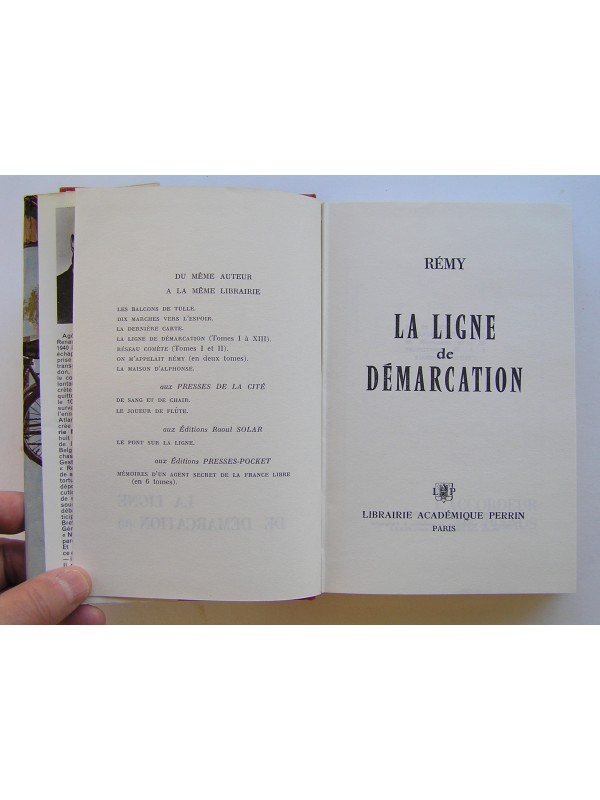 DU MÊME AUTEUR
A LA MÊME LIBRAIRIE
LES BALCONS DE TULLE.
DIX MARCHES VERS L'ESPOIR.
LA DERNIÈRE CARTE.
LA LIGNE DE DÉMARCATION (Tomes I à XIII).
RÉSEAU COMÈTE (Tomes I et II).
ON M'APPELAIT RÉMY (en deux tomes).
LA MAISON D'ALPHONSE.
aux PRESSES DE LA CITÉ
DE SANG ET DE CHAIR.
LE JOUEUR DE FLÛTE.
aux Éditions Raoul SOLAR
LE PONT SUR LA LIGNE.
aux Éditions PRESSES-POCKET
MÉMOIRES D'UN AGENT SECRET DE LA FRANCE LIBRE
(en 6 tomes).
RÉMY
LA LIGNE
de
DÉMARCATION
LP
LIBRAIRIE ACADÉMIQUE PERRIN
PARIS